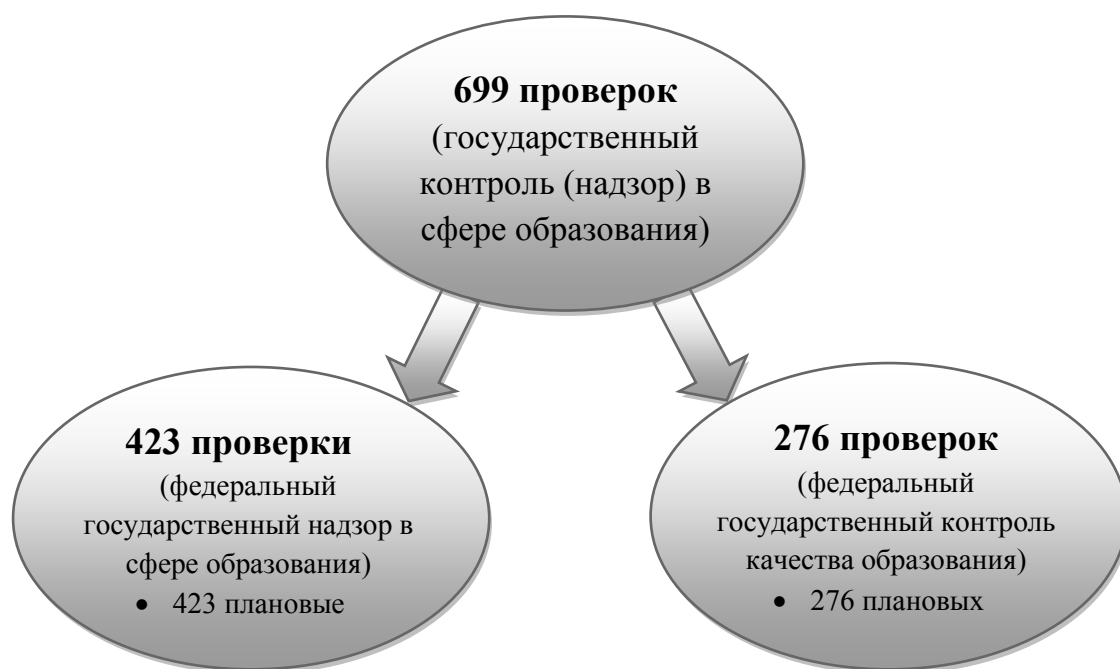 699 проверок
(государственный
контроль (надзор) в
сфере образования)
423 проверки
(федеральный
государственный надзор в
сфере образования)
• 423 плановые
276 проверок
(федеральный
государственный контроль
качества образования)
• 276 плановых